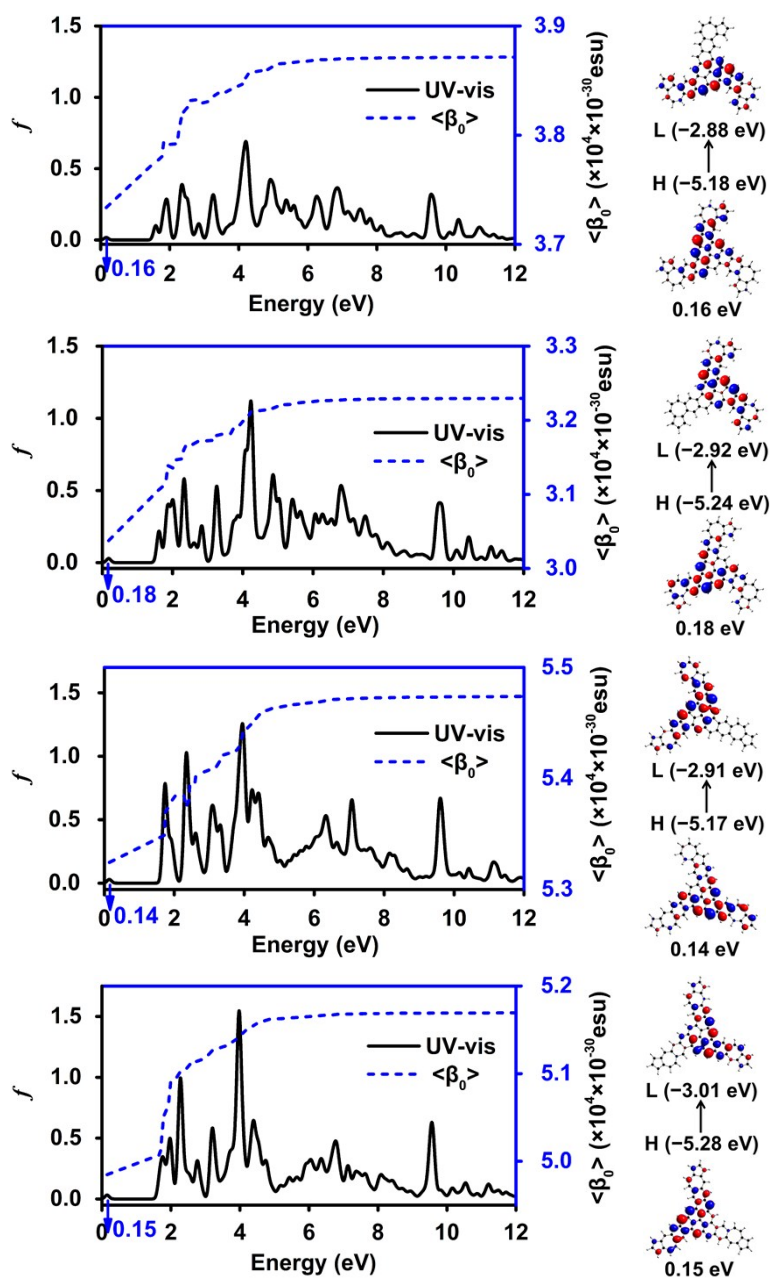 1.5
1.0
0.5
0.0
f
3.9
3.8
3.7
<β₀> (×10⁴×10⁻³⁰esu)
UV-vis
<β₀>
0 2 4 6 8 10 12
0.16
Energy (eV)
L (−2.88 eV)
H (−5.18 eV)
0.16 eV
1.5
1.0
0.5
0.0
f
3.3
3.2
3.1
3.0
<β₀> (×10⁴×10⁻³⁰esu)
UV-vis
<β₀>
0 2 4 6 8 10 12
0.18
Energy (eV)
L (−2.92 eV)
H (−5.24 eV)
0.18 eV
1.5
1.0
0.5
0.0
f
5.5
5.4
5.3
<β₀> (×10⁴×10⁻³⁰esu)
UV-vis
<β₀>
0 2 4 6 8 10 12
0.14
Energy (eV)
L (−2.91 eV)
H (−5.17 eV)
0.14 eV
1.5
1.0
0.5
0.0
f
5.2
5.1
5.0
<β₀> (×10⁴×10⁻³⁰esu)
UV-vis
<β₀>
0 2 4 6 8 10 12
0.15
Energy (eV)
L (−3.01 eV)
H (−5.28 eV)
0.15 eV